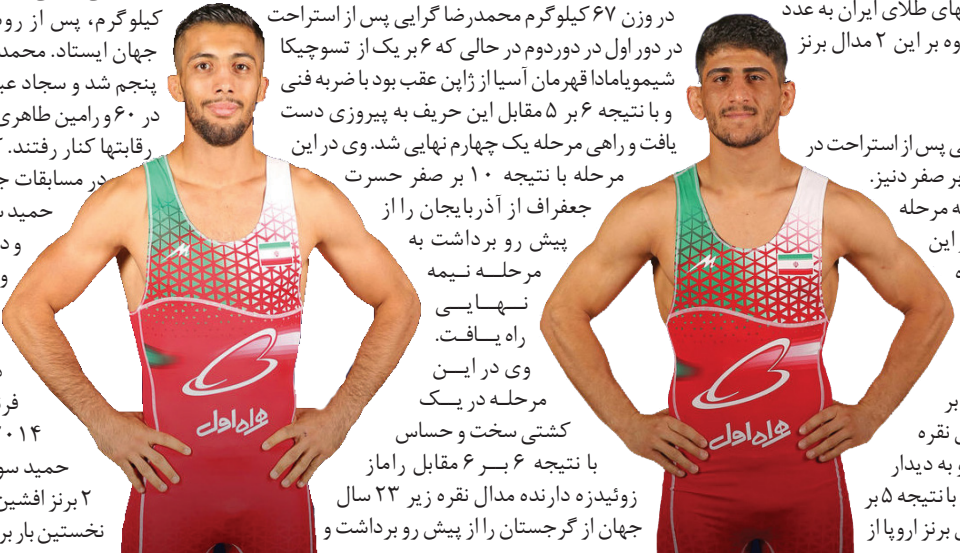 های طلای ایران به عدد
وه بر این ۲ مدال برنز
ی پس از استراحت در
بر صفر دنیز.
ه مرحله
این
بر
نقره
و به دیدار
با نتیجه ۵ بر
برنز اروپا از
در وزن ۶۷ کیلوگرم محمدرضا گرایی پس از استراحت
در دور اول در دوردوم در حالی که ۶ بر یک از تسوچیکا
شیمویامادا قهرمان آسیا از ژاپن عقب بود با ضربه فنی
و با نتیجه ۶ بر ۵ مقابل این حریف به پیروزی دست
یافت و راهی مرحله یک چهارم نهایی شد. وی در این
مرحله با نتیجه ۱۰ بر صفر حسرت
جعفراف از آذربایجان را از
پیش رو برداشت به
مرحله نیمه
نهایی
راه یافت.
وی در این
مرحله در یک
کشتی سخت و حساس
با نتیجه ۶ بر ۶ مقابل راماز
زوئیدزه دارنده مدال نقره زیر ۲۳ سال
جهان از گرجستان را از پیش رو برداشت و
کیلوگرم، پس از رو
جهان ایستاد. محمد
پنجم شد و سجاد عب
در ۶۰ و رامین طاهری
رقابتها کنار رفتند.
در مسابقات ج
حمید س
و د
و
فرن
۲۰۱۴
حمید سو
۲ برنز افشین
نخستین بار بر
همراه اول
همراه اول